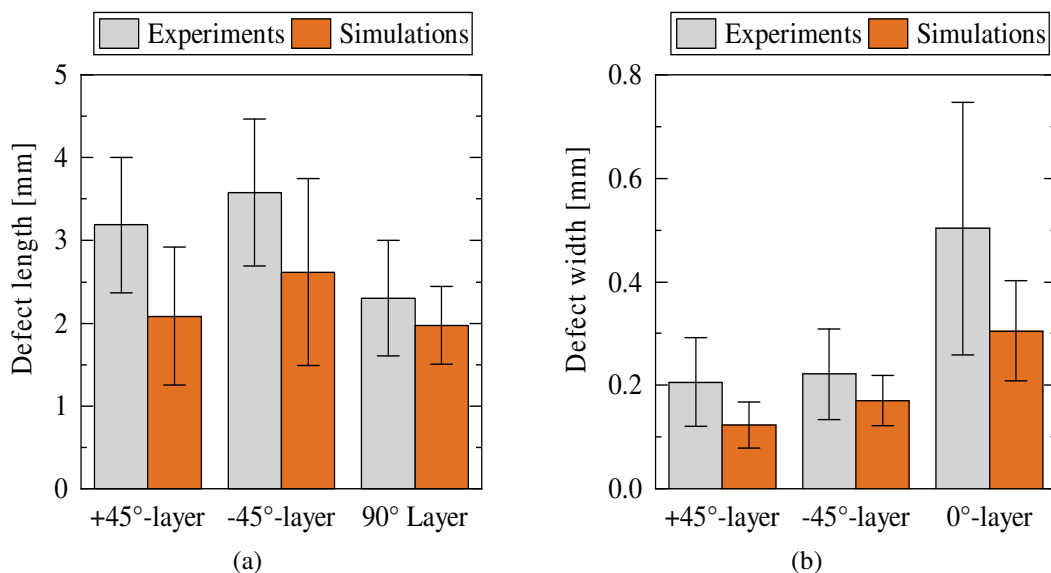 Experiments Simulations
Defect length [mm]
5
4
3
2
1
0
+45°-layer -45°-layer 90° Layer
(a)
Experiments Simulations
Defect width [mm]
0.8
0.6
0.4
0.2
0.0
+45°-layer -45°-layer 0°-layer
(b)